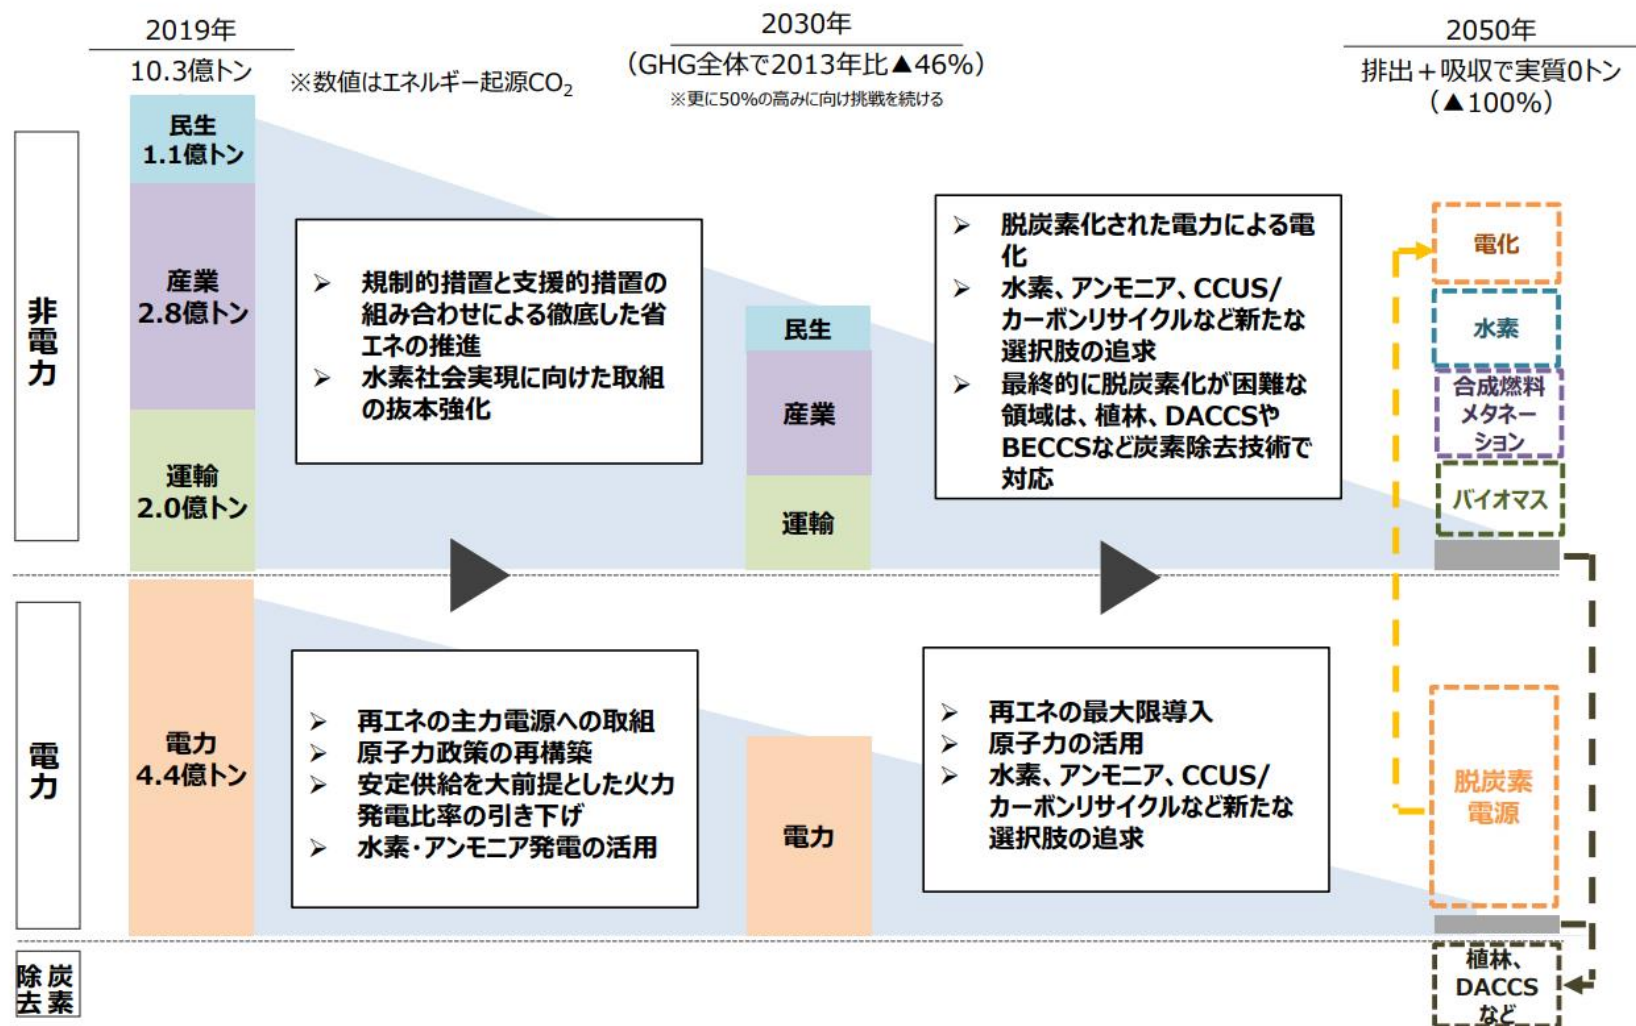 2019年
10.3億トン
※数値はエネルギー起源CO₂
2030年
(GHG全体で2013年比▲46%)
※更に50%の高みに向け挑戦を続ける
2050年
排出+吸収で実質0トン
(▲100%)
非電力
民生
1.1億トン
産業
2.8億トン
運輸
2.0億トン
➢ 規制的措置と支援的措置の
組み合わせによる徹底した省
エネの推進
➢ 水素社会実現に向けた取組
の抜本強化
民生
産業
運輸
➢ 脱炭素化された電力による電
化
➢ 水素、アンモニア、CCUS/
カーボンリサイクルなど新たな
選択肢の追求
➢ 最終的に脱炭素化が困難な
領域は、植林、DACCSや
BECCSなど炭素除去技術で
対応
電化
水素
合成燃料
メタネー
ション
バイオマス
電力
電力
4.4億トン
➢ 再エネの主力電源への取組
➢ 原子力政策の再構築
➢ 安定供給を大前提とした火力
発電比率の引き下げ
➢ 水素・アンモニア発電の活用
電力
➢ 再エネの最大限導入
➢ 原子力の活用
➢ 水素、アンモニア、CCUS/
カーボンリサイクルなど新たな
選択肢の追求
脱炭素
電源
炭素
除去
植林、
DACCS
など